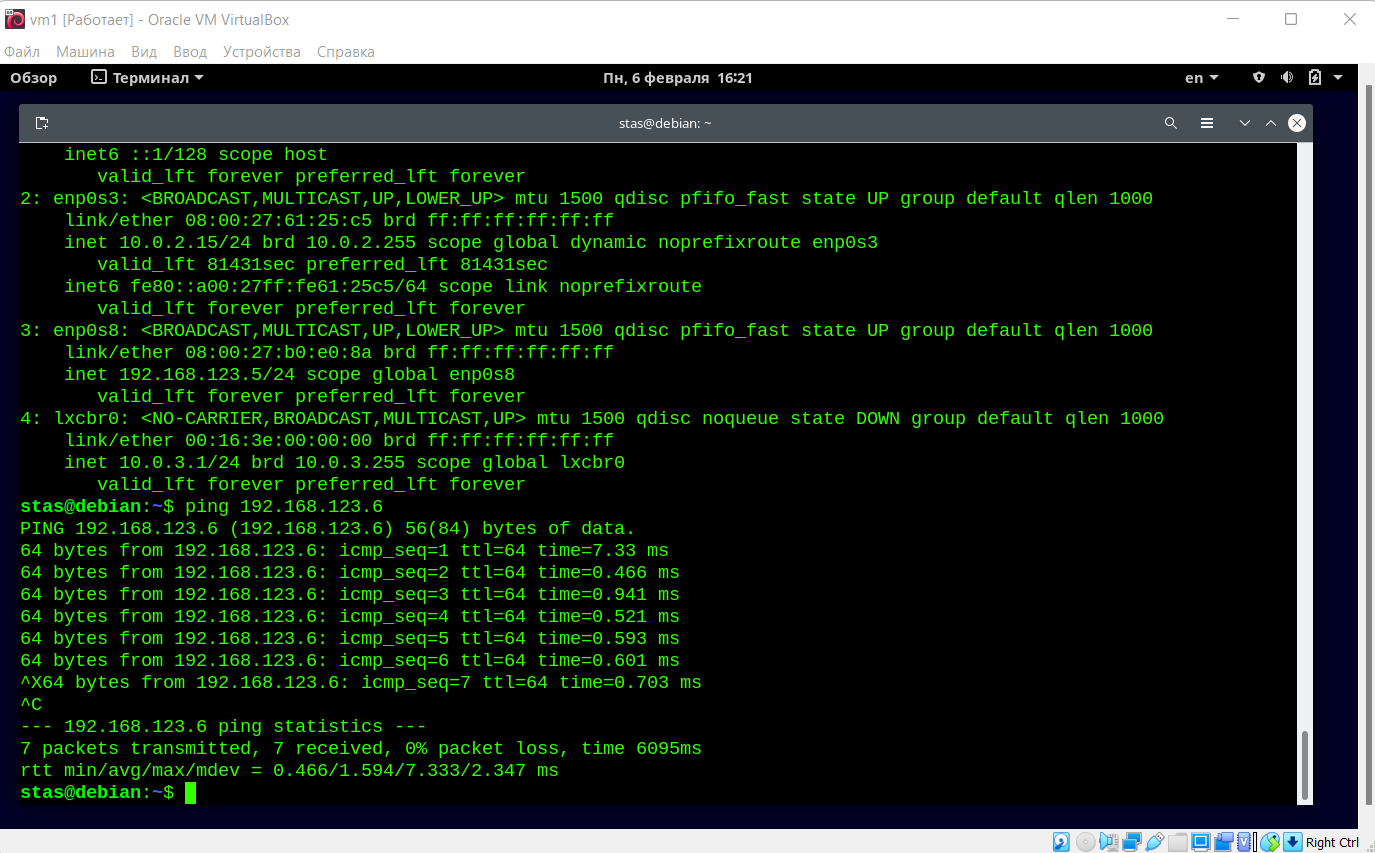 vm1 [Работает] - Oracle VM VirtualBox
Файл Машина Вид Ввод Устройства Справка
Обзор Терминал Пн, 6 февраля 16:21 en
stas@debian: ~
inet6 ::1/128 scope host
valid_lft forever preferred_lft forever
2: enp0s3: <BROADCAST,MULTICAST,UP,LOWER_UP> mtu 1500 qdisc pfifo_fast state UP group default qlen 1000
link/ether 08:00:27:61:25:c5 brd ff:ff:ff:ff:ff:ff
inet 10.0.2.15/24 brd 10.0.2.255 scope global dynamic noprefixroute enp0s3
valid_lft 81431sec preferred_lft 81431sec
inet6 fe80::a00:27ff:fe61:25c5/64 scope link noprefixroute
valid_lft forever preferred_lft forever
3: enp0s8: <BROADCAST,MULTICAST,UP,LOWER_UP> mtu 1500 qdisc pfifo_fast state UP group default qlen 1000
link/ether 08:00:27:b0:e0:8a brd ff:ff:ff:ff:ff:ff
inet 192.168.123.5/24 scope global enp0s8
valid_lft forever preferred_lft forever
4: lxcbr0: <NO-CARRIER,BROADCAST,MULTICAST,UP> mtu 1500 qdisc noqueue state DOWN group default qlen 1000
link/ether 00:16:3e:00:00:00 brd ff:ff:ff:ff:ff:ff
inet 10.0.3.1/24 brd 10.0.3.255 scope global lxcbr0
valid_lft forever preferred_lft forever
stas@debian:~$ ping 192.168.123.6
PING 192.168.123.6 (192.168.123.6) 56(84) bytes of data.
64 bytes from 192.168.123.6: icmp_seq=1 ttl=64 time=7.33 ms
64 bytes from 192.168.123.6: icmp_seq=2 ttl=64 time=0.466 ms
64 bytes from 192.168.123.6: icmp_seq=3 ttl=64 time=0.941 ms
64 bytes from 192.168.123.6: icmp_seq=4 ttl=64 time=0.521 ms
64 bytes from 192.168.123.6: icmp_seq=5 ttl=64 time=0.593 ms
64 bytes from 192.168.123.6: icmp_seq=6 ttl=64 time=0.601 ms
^X64 bytes from 192.168.123.6: icmp_seq=7 ttl=64 time=0.703 ms
^C
--- 192.168.123.6 ping statistics ---
7 packets transmitted, 7 received, 0% packet loss, time 6095ms
rtt min/avg/max/mdev = 0.466/1.594/7.333/2.347 ms
stas@debian:~$
Right Ctrl